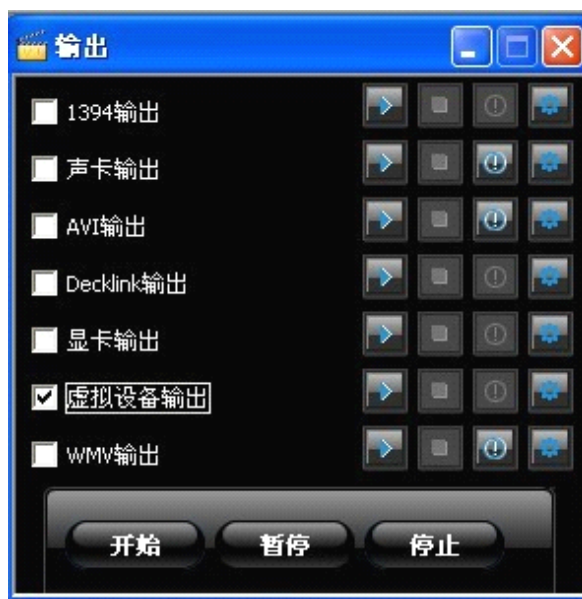 输出
1394输出
声卡输出
AVI输出
Decklink输出
显卡输出
虚拟设备输出
WMV输出
开始 暂停 停止